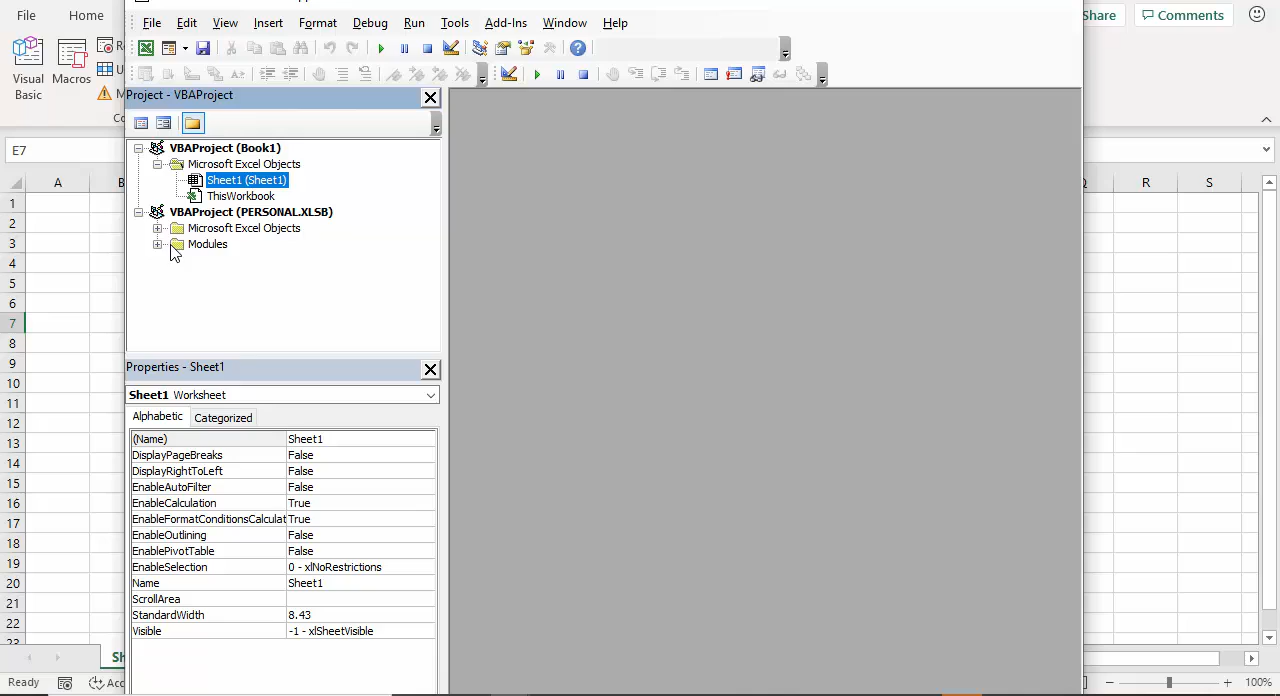 File Edit View Insert Format Debug Run Tools Add-Ins Window Help
File Home
Share Comments
Visual
Basic
Macros
E7
Project - VBAProject
VBAProject (Book1)
Microsoft Excel Objects
Sheet1 (Sheet1)
ThisWorkbook
VBAProject (PERSONAL.XLSB)
Microsoft Excel Objects
Modules
Properties - Sheet1
Sheet1 Worksheet
Alphabetic Categorized
(Name) Sheet1
DisplayPageBreaks False
DisplayRightToLeft False
EnableAutoFilter False
EnableCalculation True
EnableFormatConditionsCalculat True
EnableOutlining False
EnablePivotTable False
EnableSelection 0 - xlNoRestrictions
Name Sheet1
ScrollArea
StandardWidth 8.43
Visible -1 - xlSheetVisible
A B R S
1
2
3
4
5
6
7
8
9
10
11
12
13
14
15
16
17
18
19
20
21
22
23
Sh
Ready Acc 100%